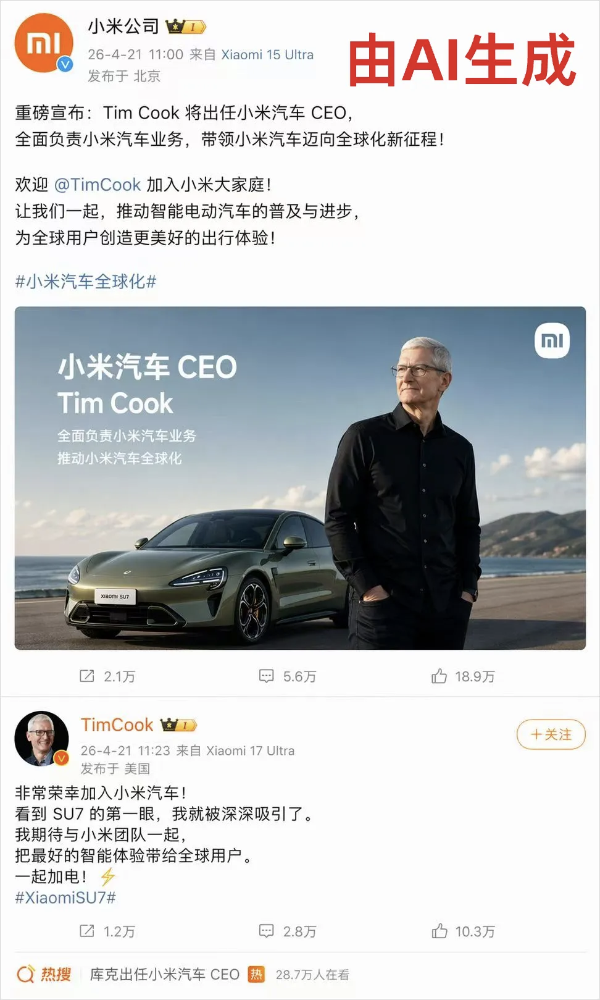 小米公司 I
26-4-21 11:00 来自 Xiaomi 15 Ultra
发布于 北京
由AI生成
重磅宣布：Tim Cook 将出任小米汽车 CEO，
全面负责小米汽车业务，带领小米汽车迈向全球化新征程！
欢迎 @TimCook 加入小米大家庭！
让我们一起，推动智能电动汽车的普及与进步，
为全球用户创造更美好的出行体验！
#小米汽车全球化#
小米汽车 CEO
Tim Cook
全面负责小米汽车业务
推动小米汽车全球化
xiaomi SU7
2.1万
5.6万
18.9万
TimCook I
26-4-21 11:23 来自 Xiaomi 17 Ultra
发布于 美国
＋关注
非常荣幸加入小米汽车！
看到 SU7 的第一眼，我就被深深吸引了。
我期待与小米团队一起，
把最好的智能体验带给全球用户。
一起加电！⚡
#XiaomiSU7#
1.2万
2.8万
10.3万
热搜 库克出任小米汽车 CEO 热 28.7万人在看